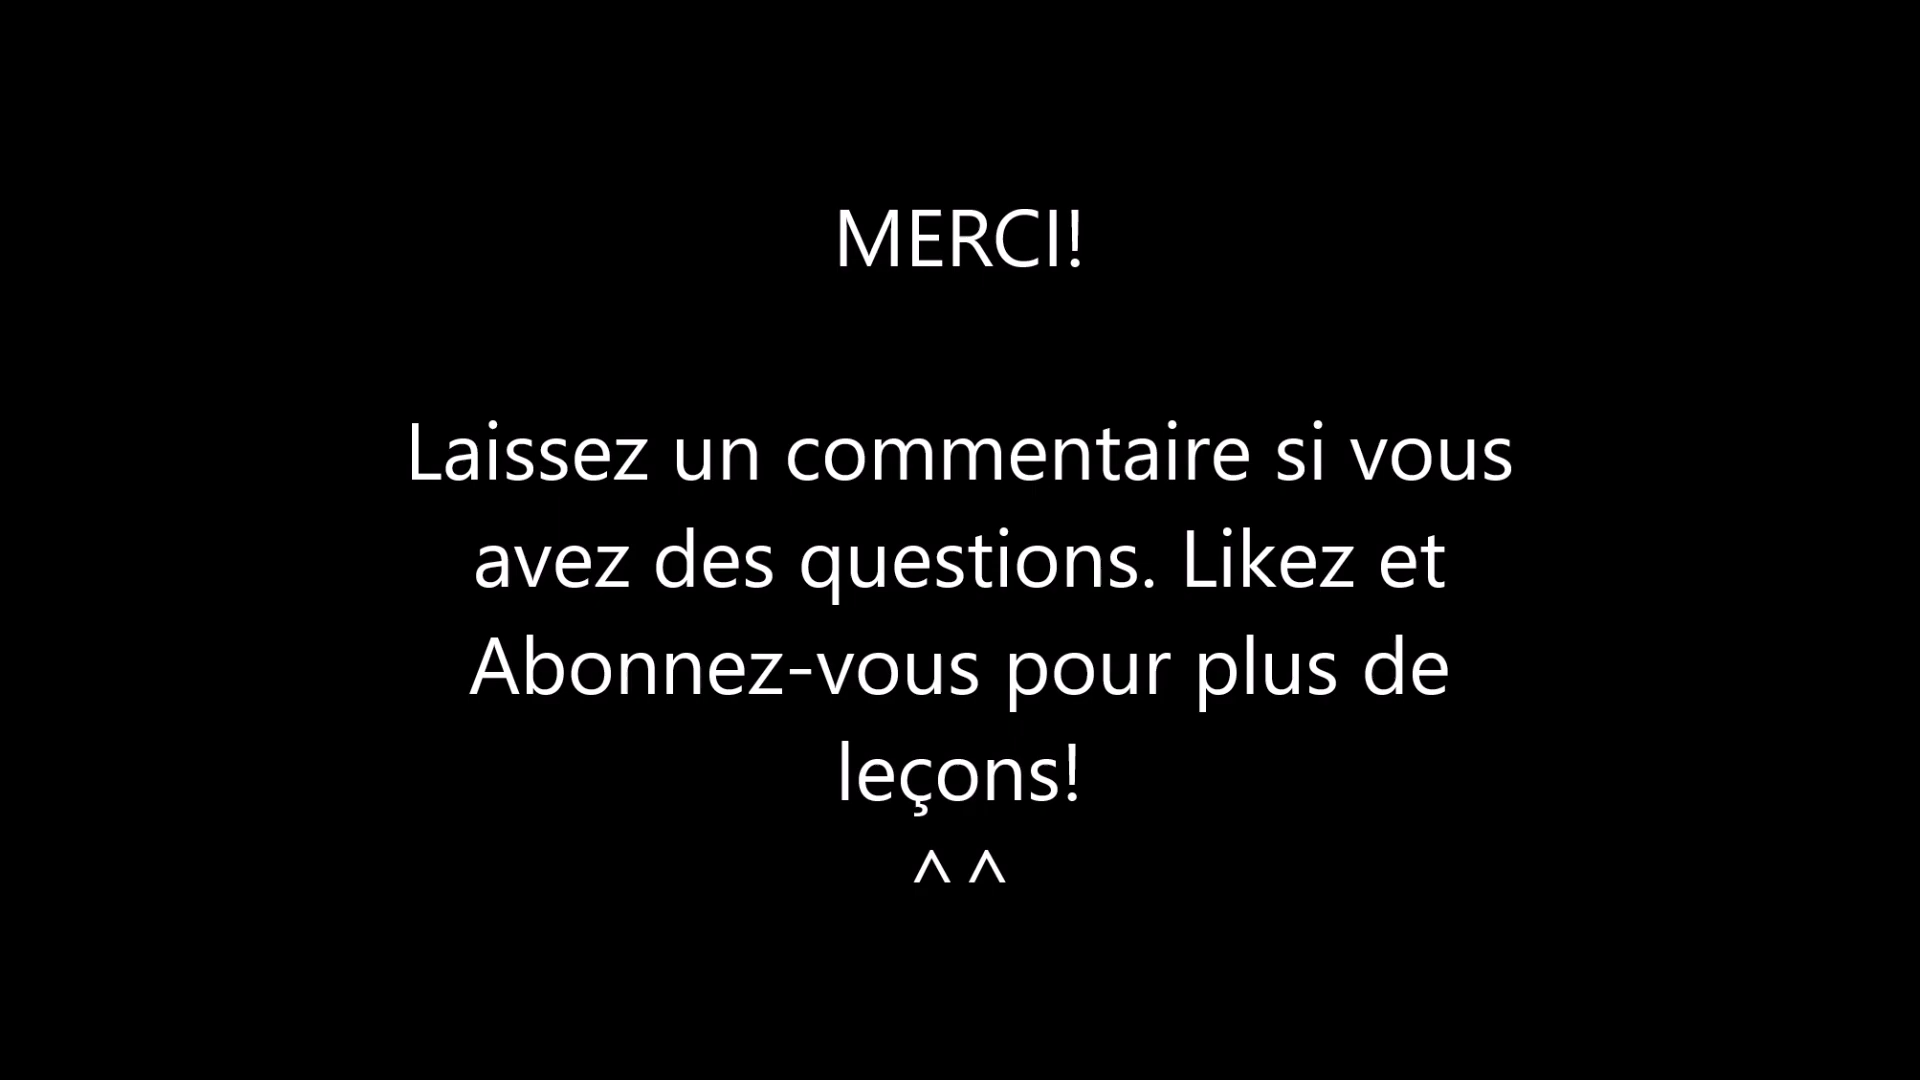 MERCI!
Laissez un commentaire si vous
avez des questions. Likez et
Abonnez-vous pour plus de
leçons!
^ ^